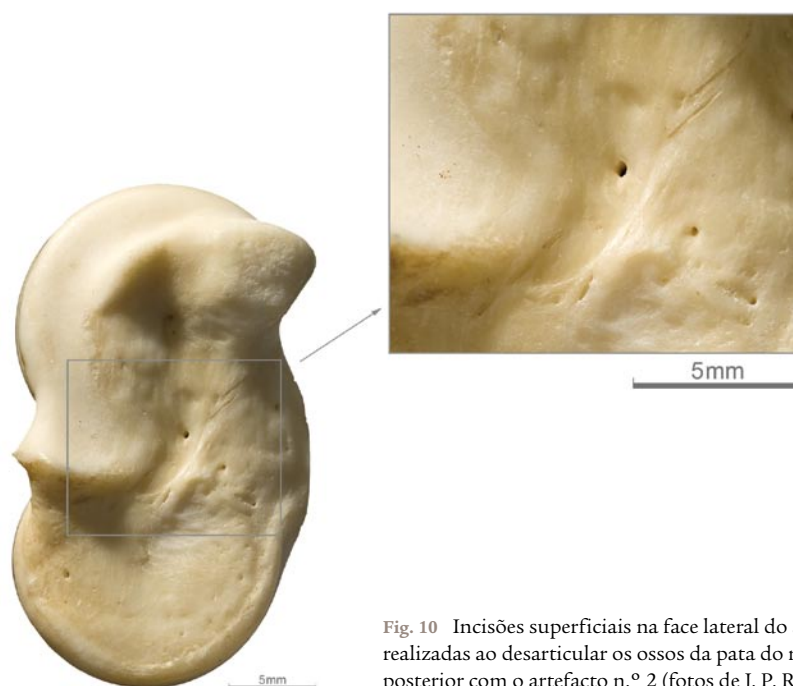 5mm
5mm
Fig. 10 Incisões superficiais na face lateral do
realizadas ao desarticular os ossos da pata do
posterior com o artefacto n.º 2 (fotos de J. P.